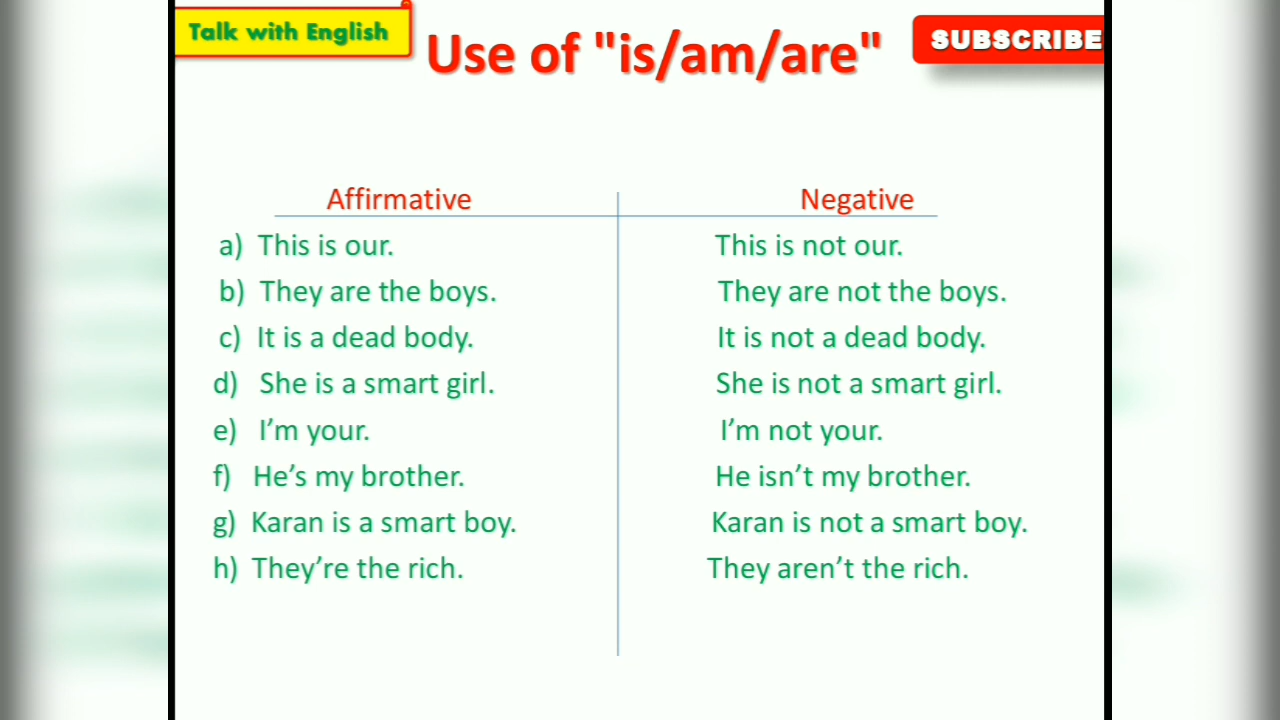 Talk with English
Use of "is/am/are"
SUBSCRIBE
Affirmative Negative
a) This is our. This is not our.
b) They are the boys. They are not the boys.
c) It is a dead body. It is not a dead body.
d) She is a smart girl. She is not a smart girl.
e) I’m your. I’m not your.
f) He’s my brother. He isn’t my brother.
g) Karan is a smart boy. Karan is not a smart boy.
h) They’re the rich. They aren’t the rich.